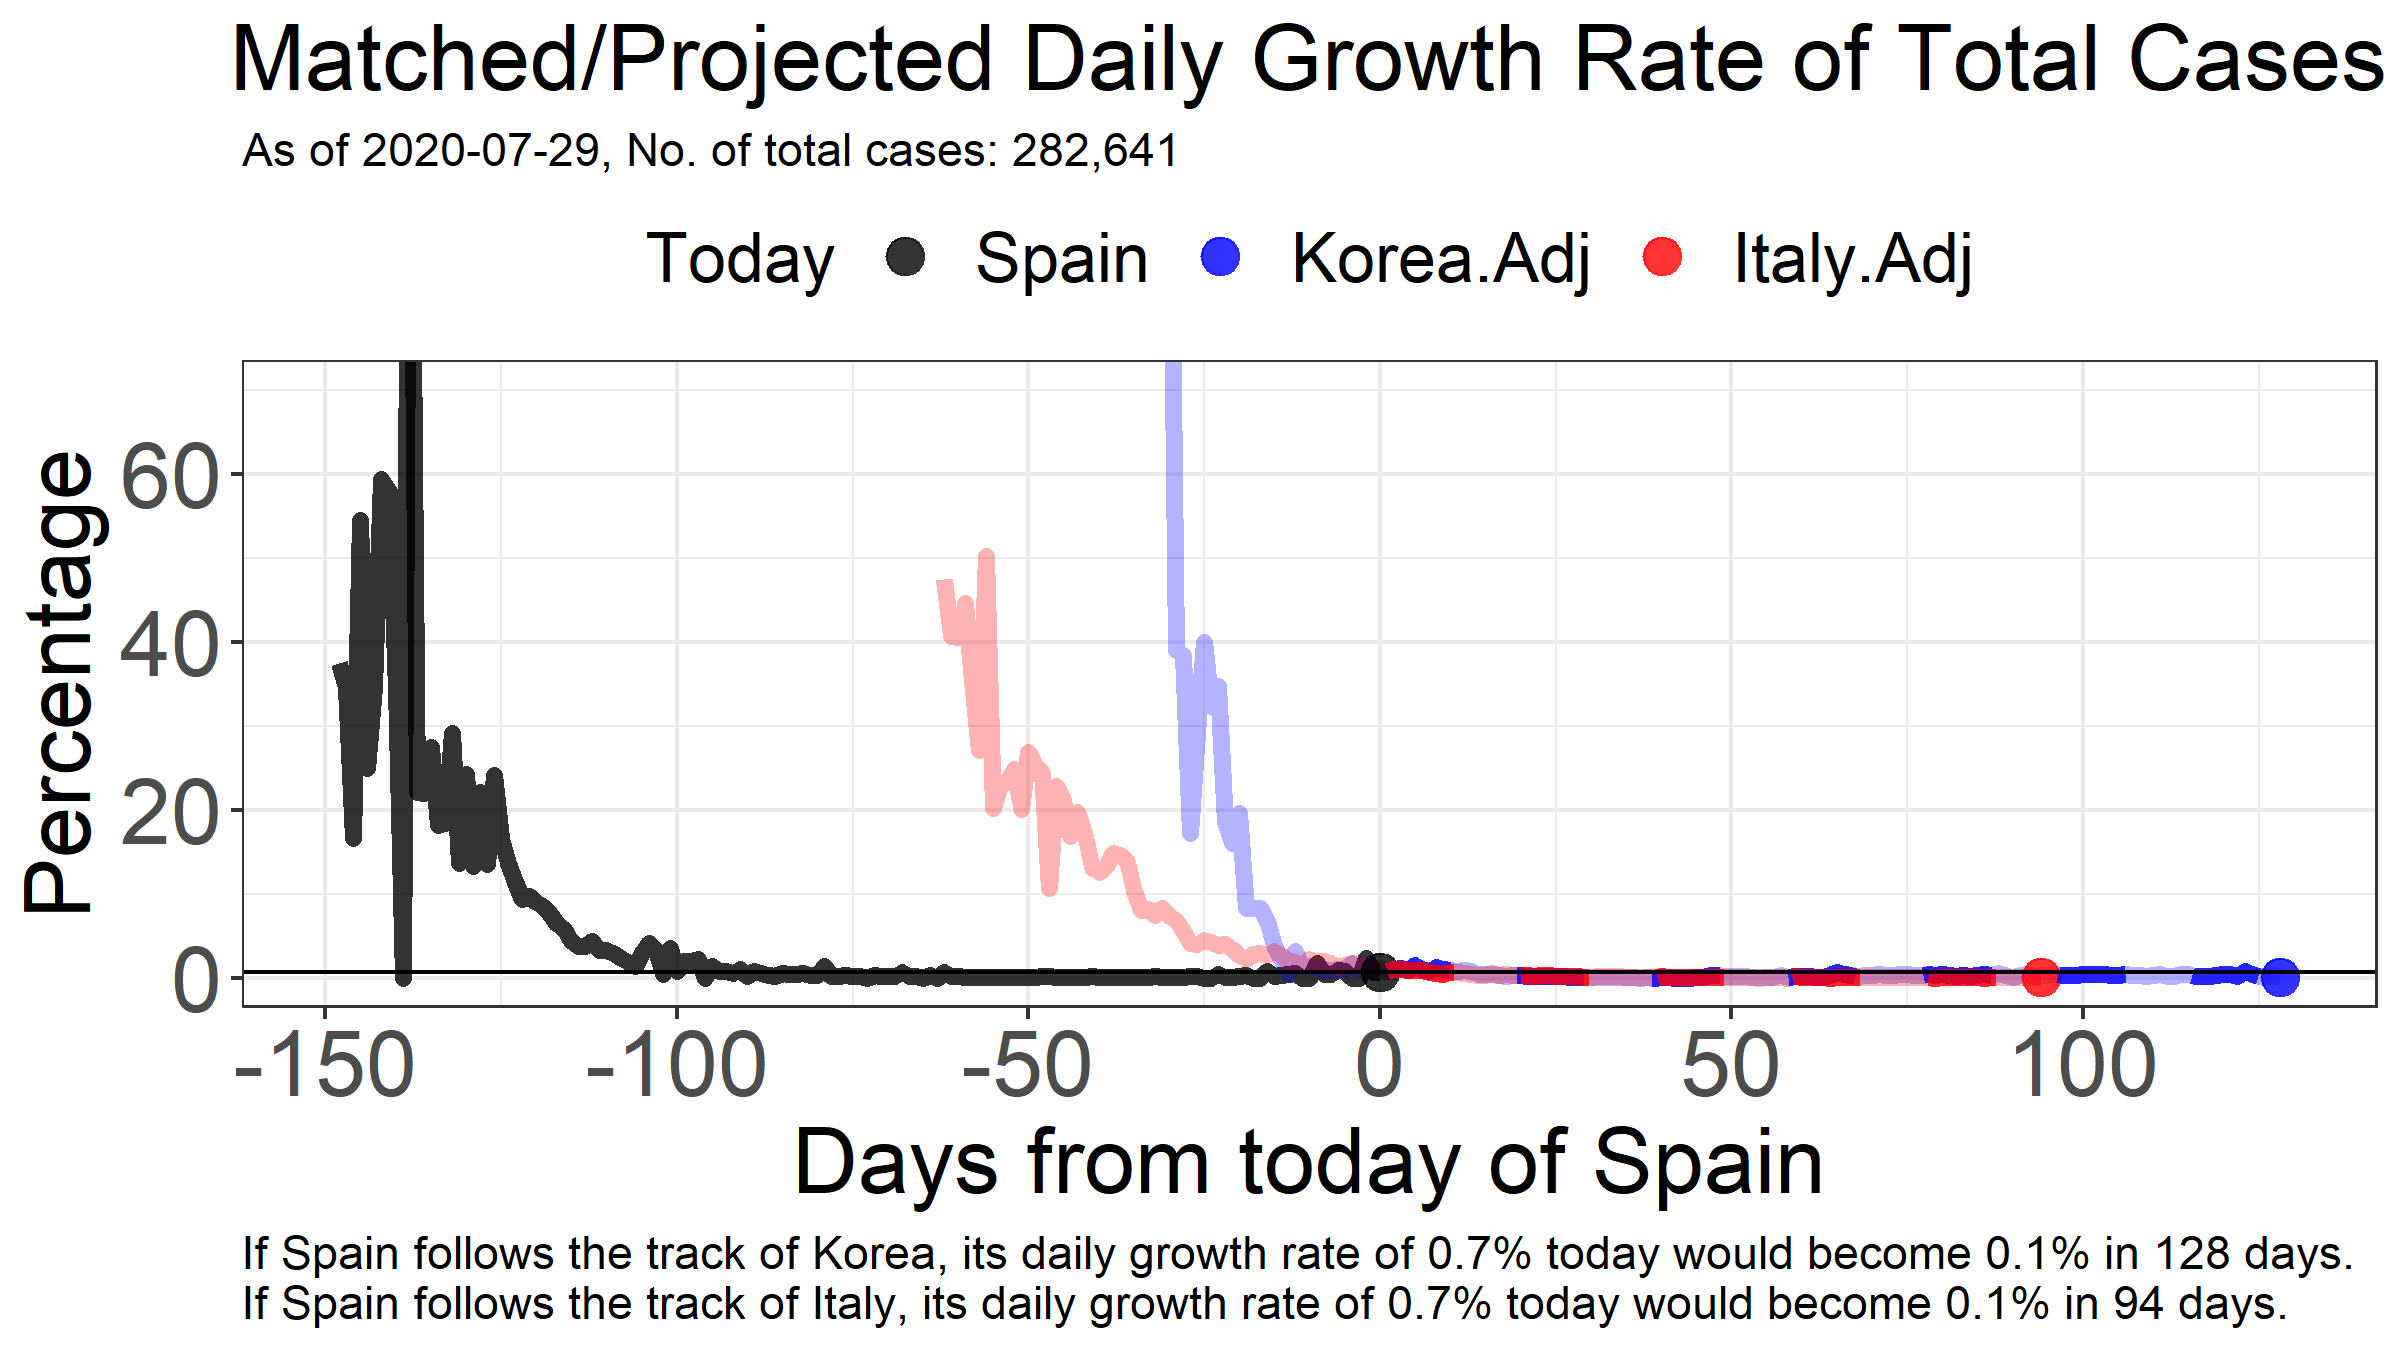 Matched/Projected Daily Growth Rate of Total Cases
As of 2020-07-29, No. of total cases: 282,641
Today Spain Korea.Adj Italy.Adj
Percentage
60
40
20
0
-150 -100 -50 0 50 100
Days from today of Spain
If Spain follows the track of Korea, its daily growth rate of 0.7% today would become 0.1% in 128 days.
If Spain follows the track of Italy, its daily growth rate of 0.7% today would become 0.1% in 94 days.